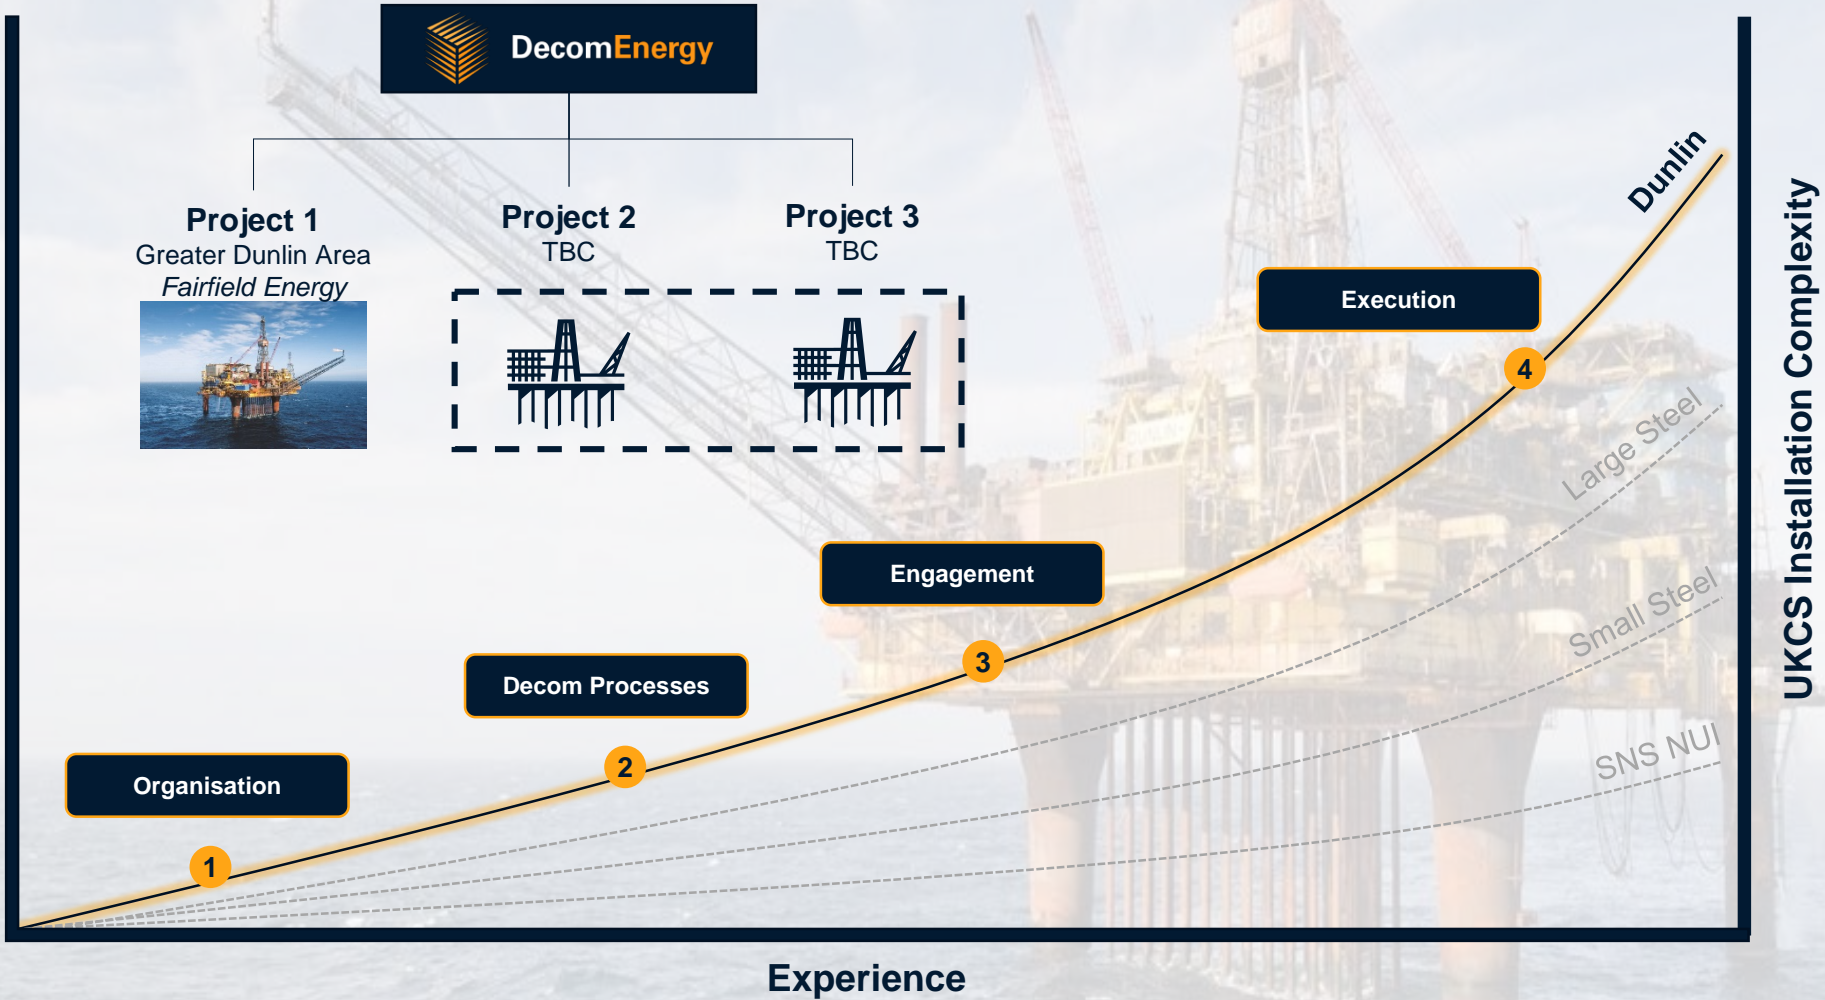 DecomEnergy
Project 1
Greater Dunlin Area
Fairfield Energy
Project 2
TBC
Project 3
TBC
Dunlin
Execution
4
Large Steel
Engagement
3
Small Steel
Decom Processes
2
SNS NUI
Organisation
1
UKCS Installation Complexity
Experience